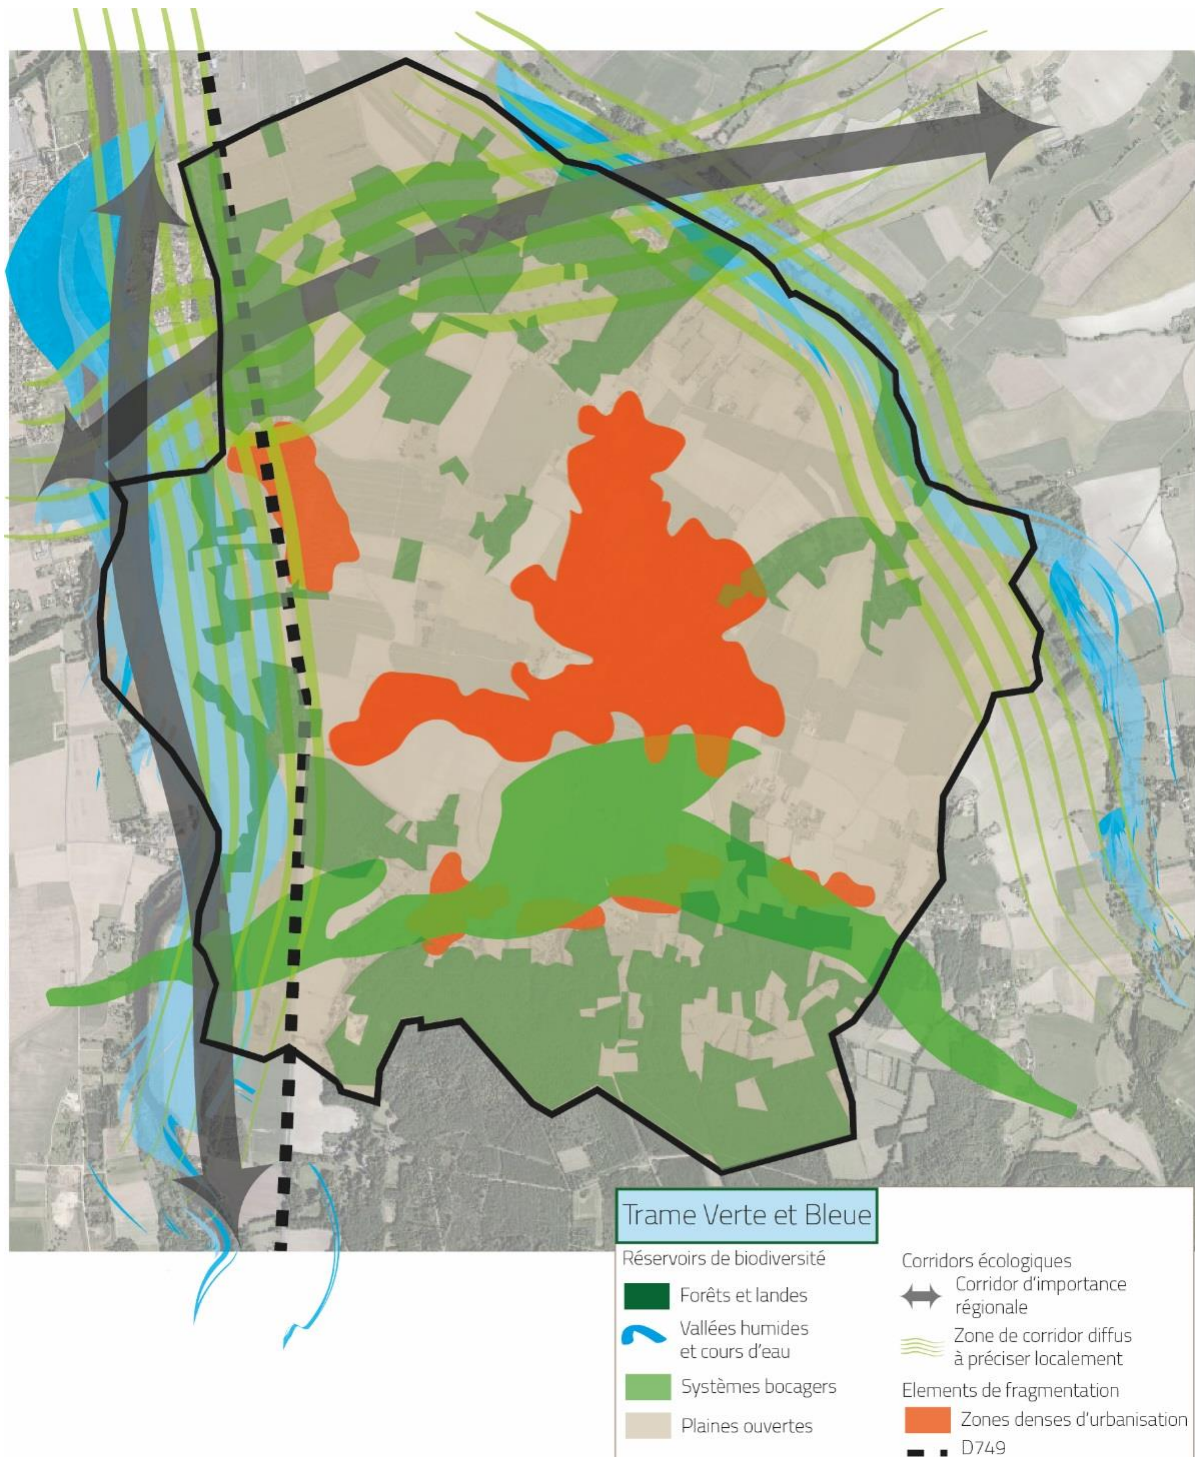 Trame Verte et Bleue
Réservoirs de biodiversité
Forêts et landes
Vallées humides
et cours d'eau
Systèmes bocagers
Plaines ouvertes
Corridors écologiques
Corridor d'importance
régionale
Zone de corridor diffus
à préciser localement
Elements de fragmentation
Zones denses d'urbanisation
D749